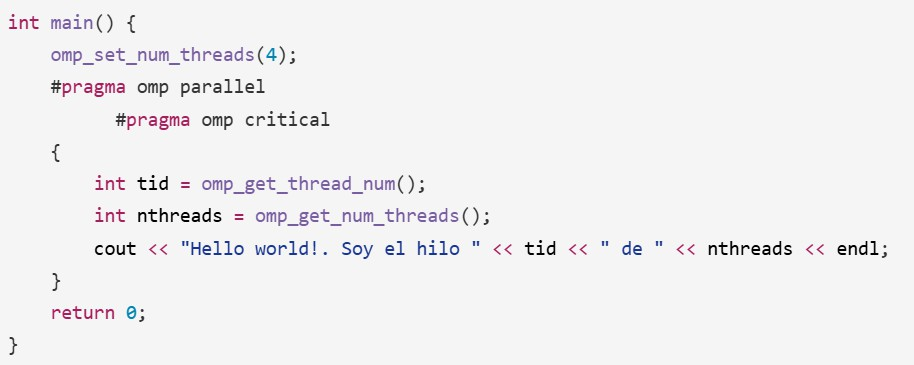 int main() {
    omp_set_num_threads(4);
    #pragma omp parallel
          #pragma omp critical
    {
        int tid = omp_get_thread_num();
        int nthreads = omp_get_num_threads();
        cout << "Hello world!. Soy el hilo " << tid << " de " << nthreads << endl;
    }
    return 0;
}